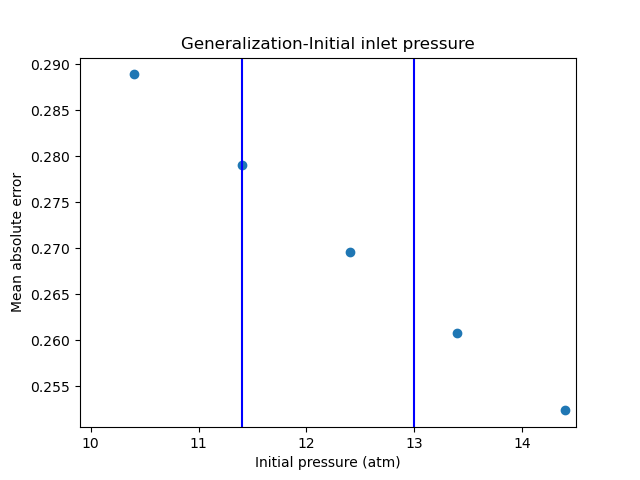 Generalization-Initial inlet pressure
Mean absolute error
0.290
0.285
0.280
0.275
0.270
0.265
0.260
0.255
10 11 12 13 14
Initial pressure (atm)